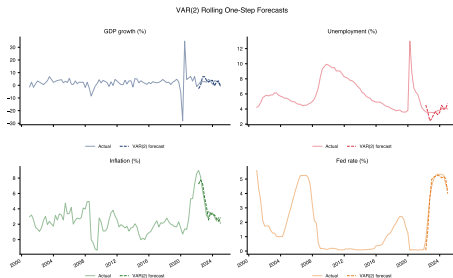 VAR(2) Rolling One-Step Forecasts
GDP growth (%)
Unemployment (%)
30
20
10
0
−10
−20
−30
12
10
8
6
4
Actual
VAR(2) forecast
Actual
VAR(2) forecast
Inflation (%)
Fed rate (%)
8
6
4
2
0
5
4
3
2
1
0
2000
2004
2008
2012
2016
2020
2024
2000
2004
2008
2012
2016
2020
2024
Actual
VAR(2) forecast
Actual
VAR(2) forecast